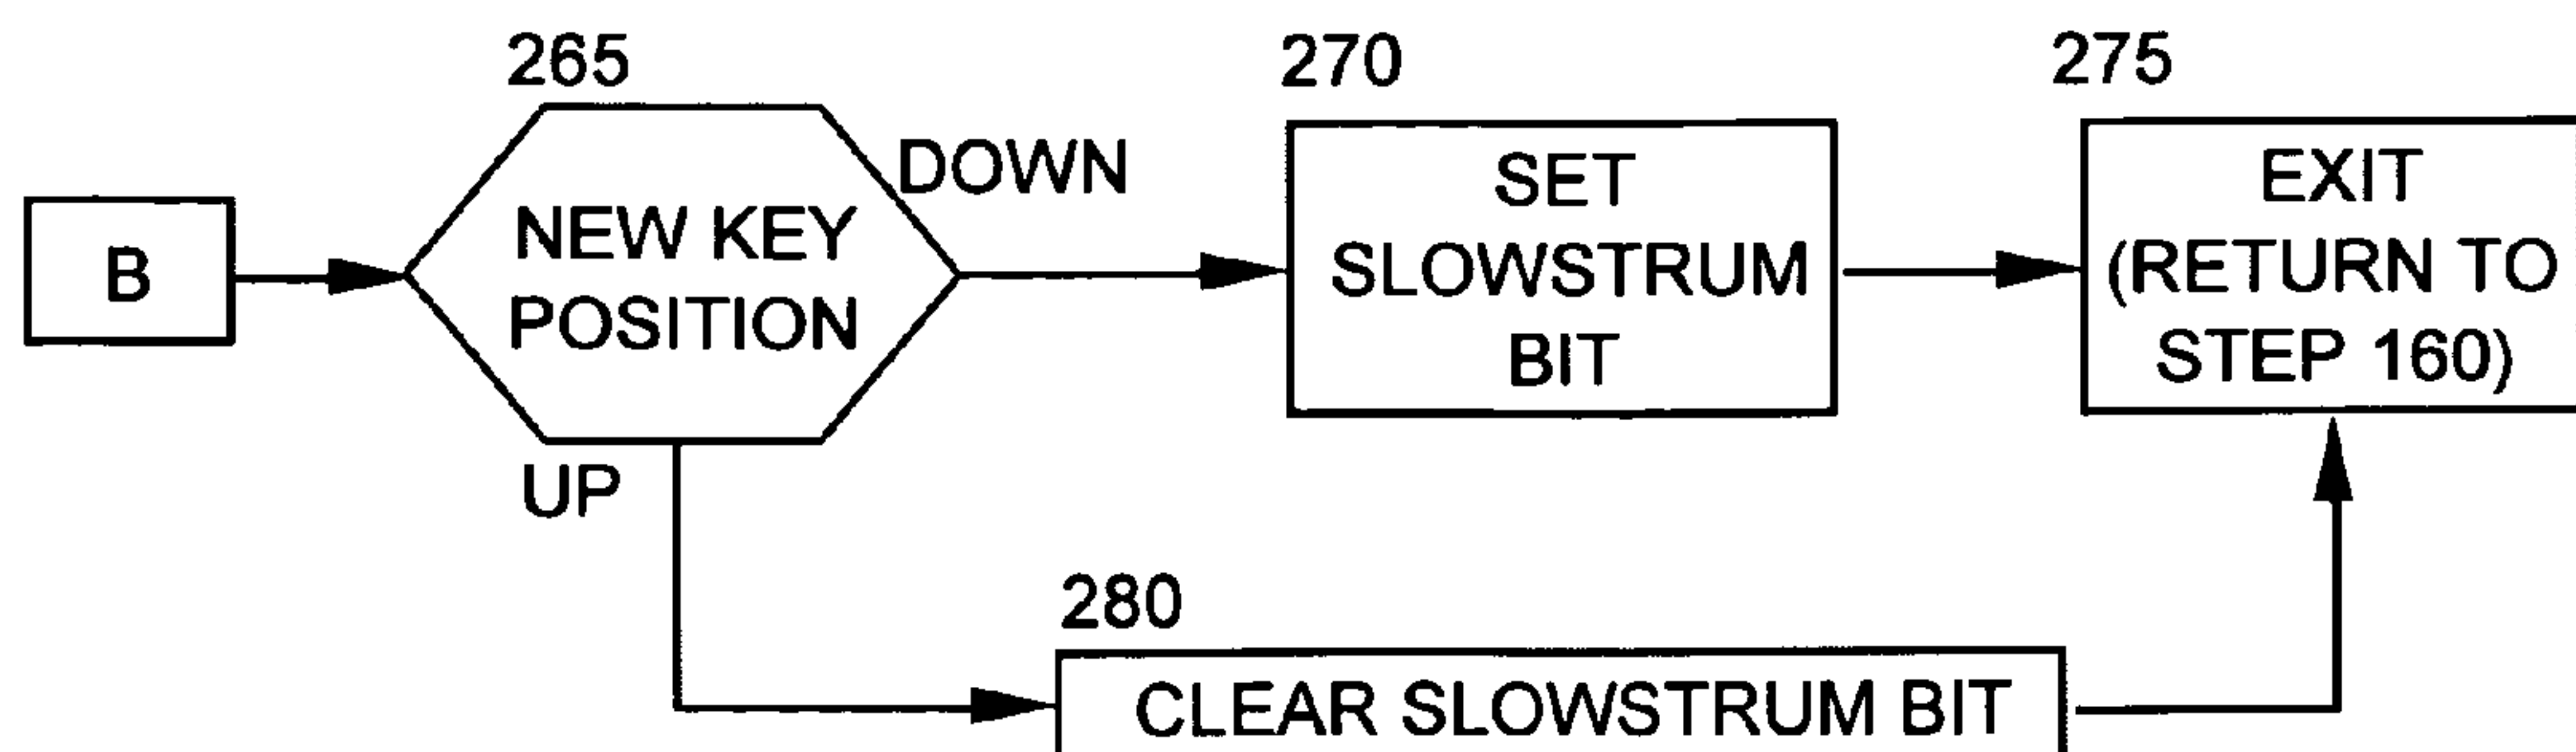 265
270
275
B
NEW KEY
POSITION
DOWN
UP
SET
SLOWSTRUM
BIT
EXIT
(RETURN TO
STEP 160)
280
CLEAR SLOWSTRUM BIT